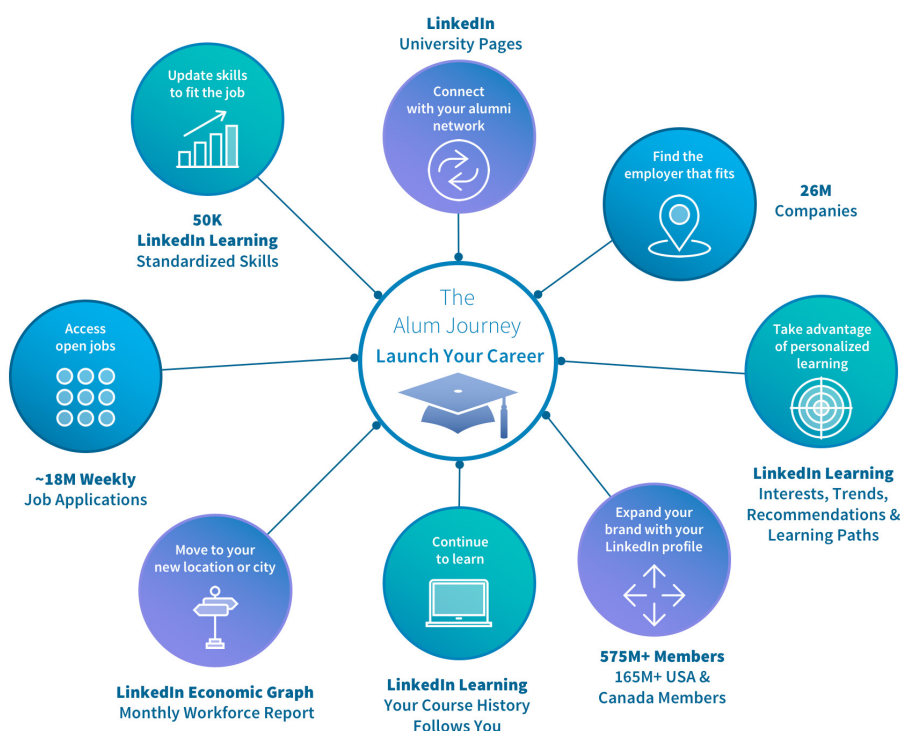 LinkedIn
University Pages
Connect
with your alumni
network
Update skills
to fit the job
50K
LinkedIn Learning
Standardized Skills
Find the
employer that fits
26M
Companies
The
Alum Journey
Launch Your Career
Access
open jobs
~18M Weekly
Job Applications
Take advantage
of personalized
learning
LinkedIn Learning
Interests, Trends,
Recommendations &
Learning Paths
Move to your
new location or city
LinkedIn Economic Graph
Monthly Workforce Report
Continue
to learn
LinkedIn Learning
Your Course History
Follows You
Expand your
brand with your
LinkedIn profile
575M+ Members
165M+ USA &
Canada Members